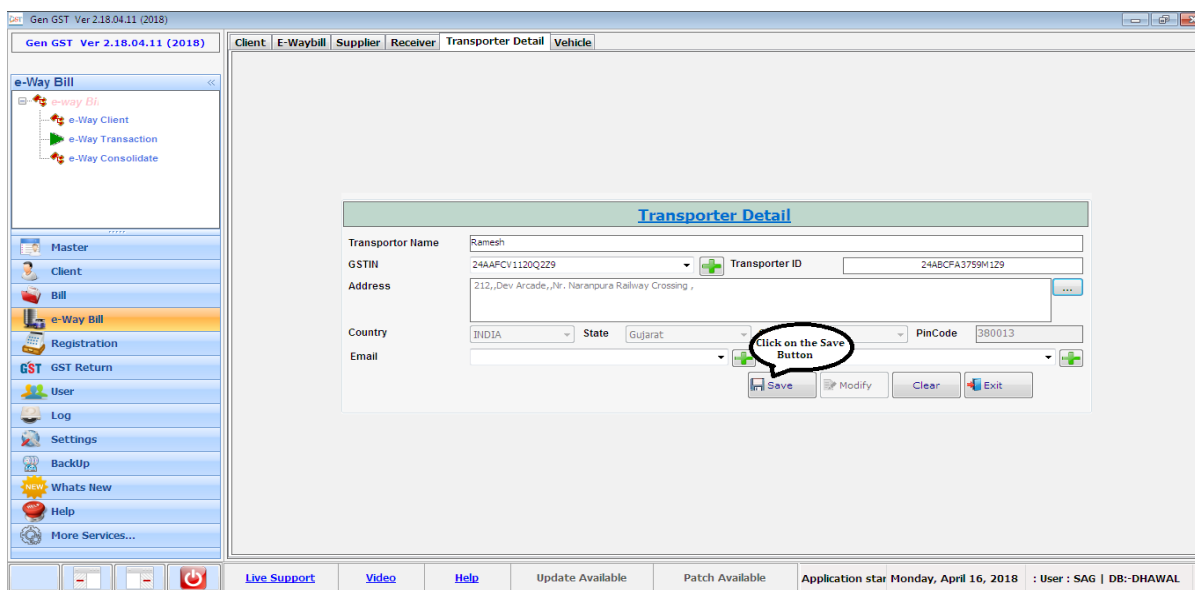 Gen GST Ver 2.18.04.11 (2018)
Gen GST Ver 2.18.04.11 (2018)
Client E-Waybill Supplier Receiver Transporter Detail Vehicle
e-Way Bill
e-way Bi
e-Way Client
e-Way Transaction
e-Way Consolidate
Master
Client
Bill
e-Way Bill
Registration
GST GST Return
User
Log
Settings
BackUp
NEW Whats New
Help
More Services...
Transporter Detail
Transportor Name Ramesh
GSTIN 24AAFCV1120Q2Z9 Transporter ID 24ABCFA3759M1Z9
Address 212,,Dev Arcade,,Nr. Naranpura Railway Crossing , ...
Country INDIA State Gujarat PinCode 380013
Click on the Save
Button
Email
Save Modify Clear Exit
Live Support Video Help Update Available Patch Available Application star Monday, April 16, 2018 : User : SAG | DB:-DHAWAL